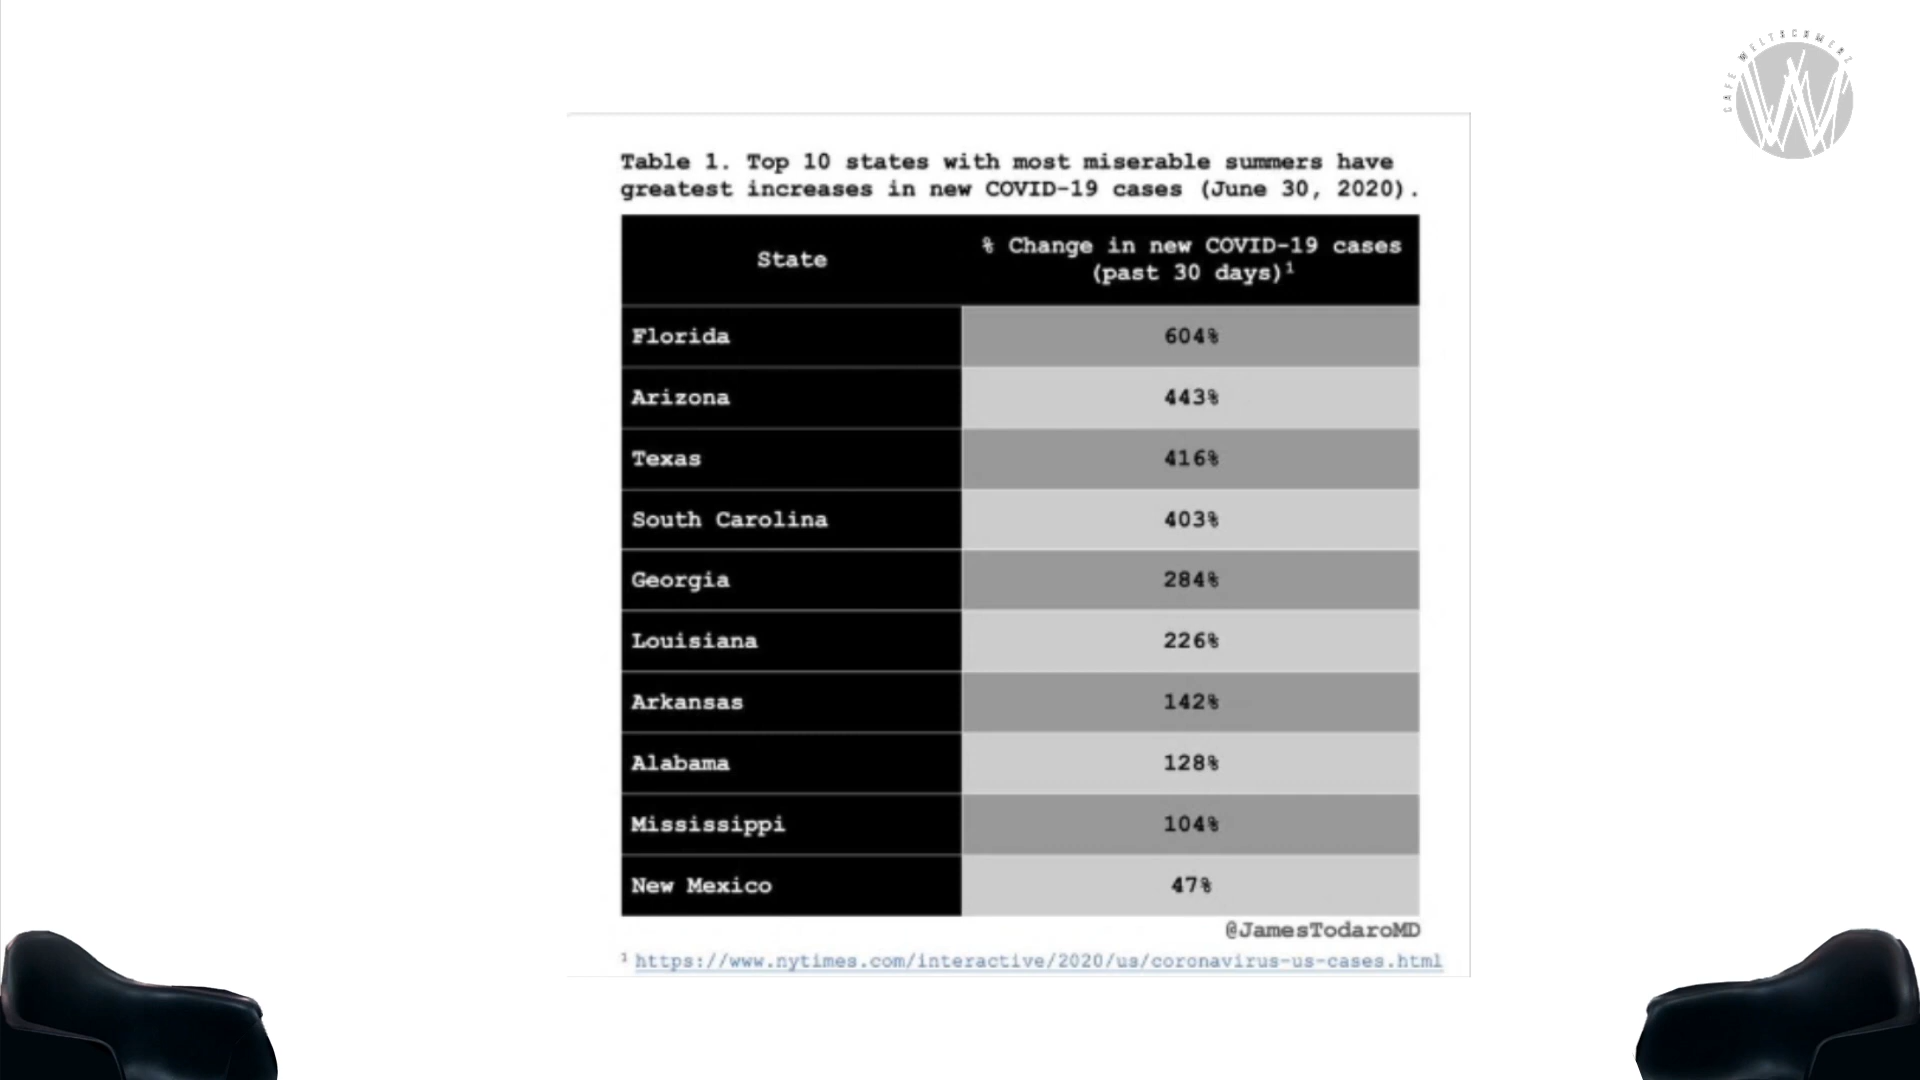 CAFE WELTSCHMERZ
Table 1. Top 10 states with most miserable summers have
greatest increases in new COVID-19 cases (June 30, 2020).
State
% Change in new COVID-19 cases
(past 30 days)¹
Florida 604%
Arizona 443%
Texas 416%
South Carolina 403%
Georgia 284%
Louisiana 226%
Arkansas 142%
Alabama 128%
Mississippi 104%
New Mexico 47%
@JamesTodaroMD
¹ https://www.nytimes.com/interactive/2020/us/coronavirus-us-cases.html